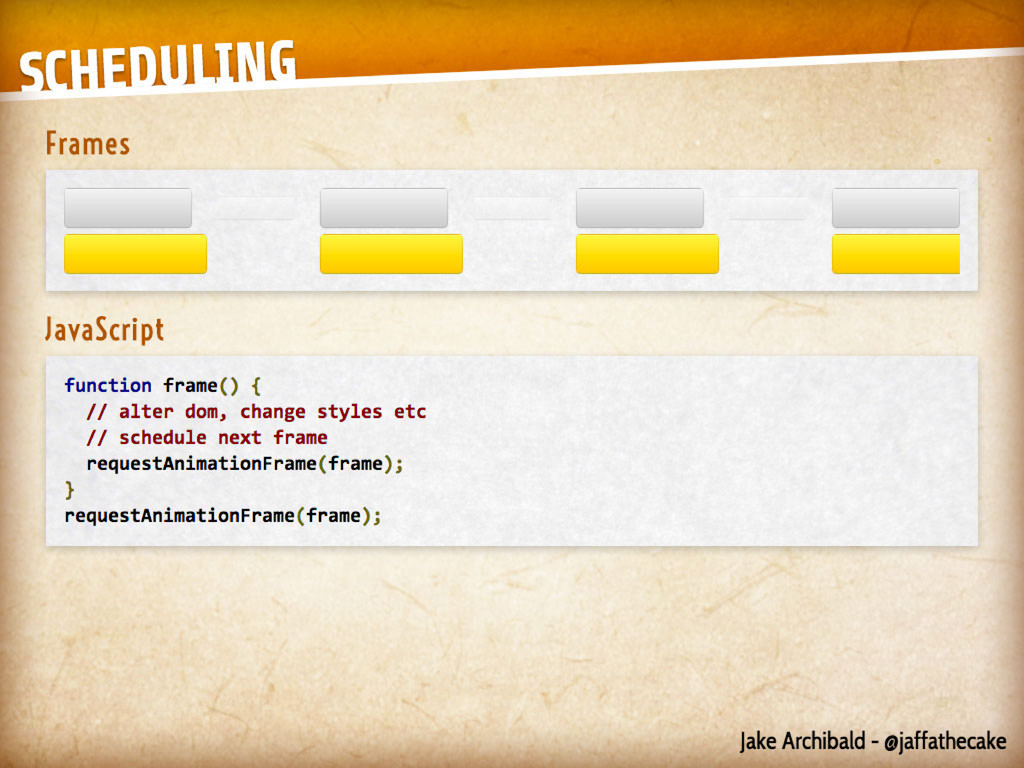 SCHEDULING
Frames
JavaScript
function frame() {
  // alter dom, change styles etc
  // schedule next frame
  requestAnimationFrame(frame);
}
requestAnimationFrame(frame);
Jake Archibald - @jaffathecake